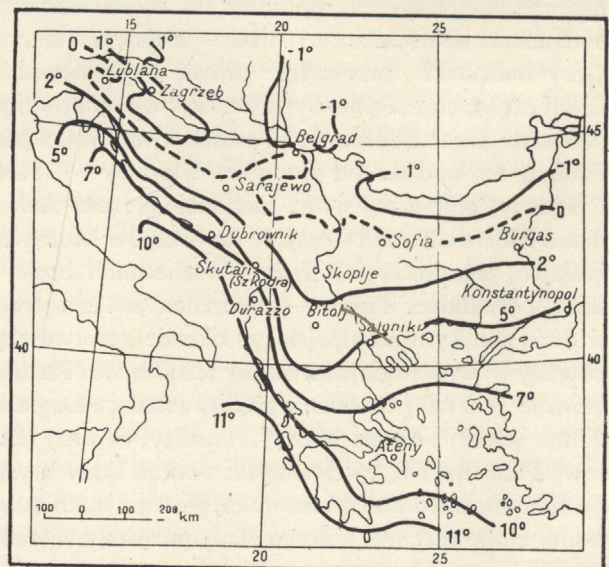 15 20 25
0 -1° 1° -1°
2° Lublana
Zagrzęb -1°
45
5° Belgrad
7° -1°
Sarajewo
0
10° Dubrownik Sofia Burgas
Skutari Skoplje 2°
(Szkodra) Konstantynopol
Durazzo Bitolj 5°
Saloniki
40 40
7°
11°
Ateny
100 0 100 200 km
10°
11°
20 25